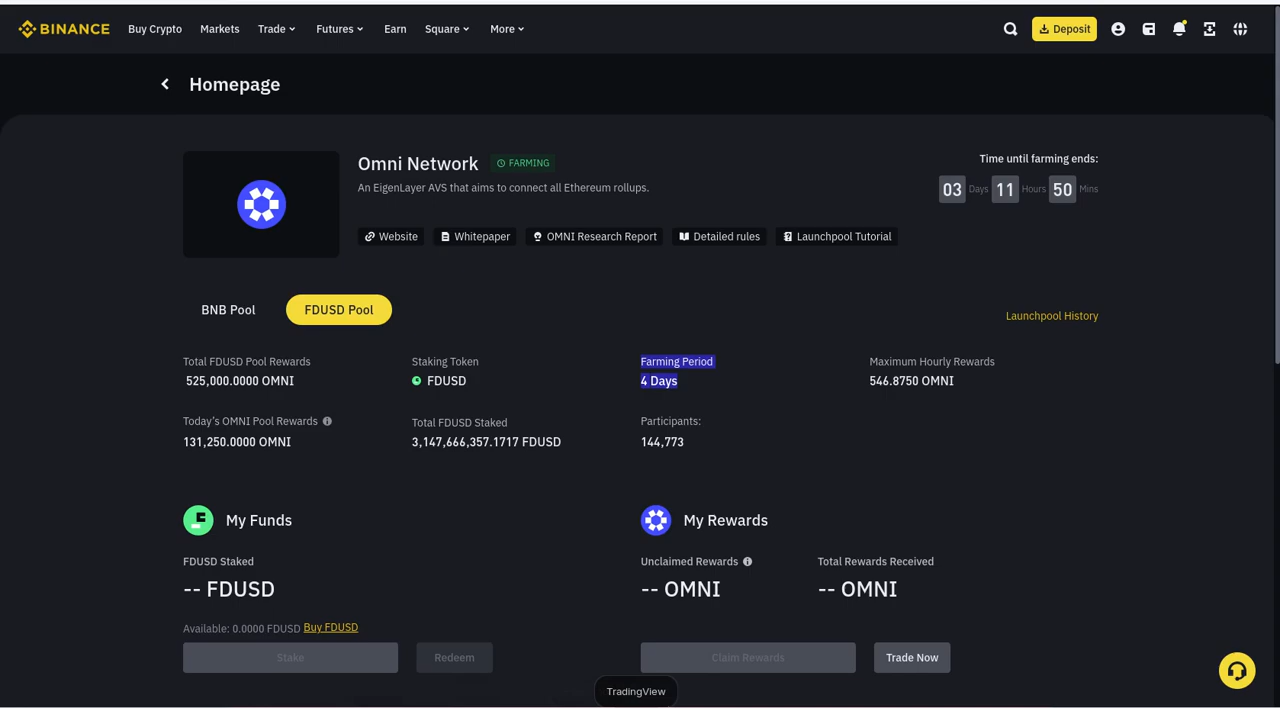 BINANCE Buy Crypto Markets Trade Futures Earn Square More Deposit
Homepage
Omni Network FARMING
An EigenLayer AVS that aims to connect all Ethereum rollups.
Time until farming ends:
03 Days 11 Hours 50 Mins
Website Whitepaper OMNI Research Report Detailed rules Launchpool Tutorial
BNB Pool FDUSD Pool
Launchpool History
Total FDUSD Pool Rewards
525,000.0000 OMNI
Staking Token
FDUSD
Farming Period
4 Days
Maximum Hourly Rewards
546.8750 OMNI
Today's OMNI Pool Rewards
131,250.0000 OMNI
Total FDUSD Staked
3,147,666,357.1717 FDUSD
Participants:
144,773
My Funds
FDUSD Staked
-- FDUSD
Available: 0.0000 FDUSD Buy FDUSD
Stake Redeem
My Rewards
Unclaimed Rewards
-- OMNI
Total Rewards Received
-- OMNI
Claim Rewards Trade Now
TradingView